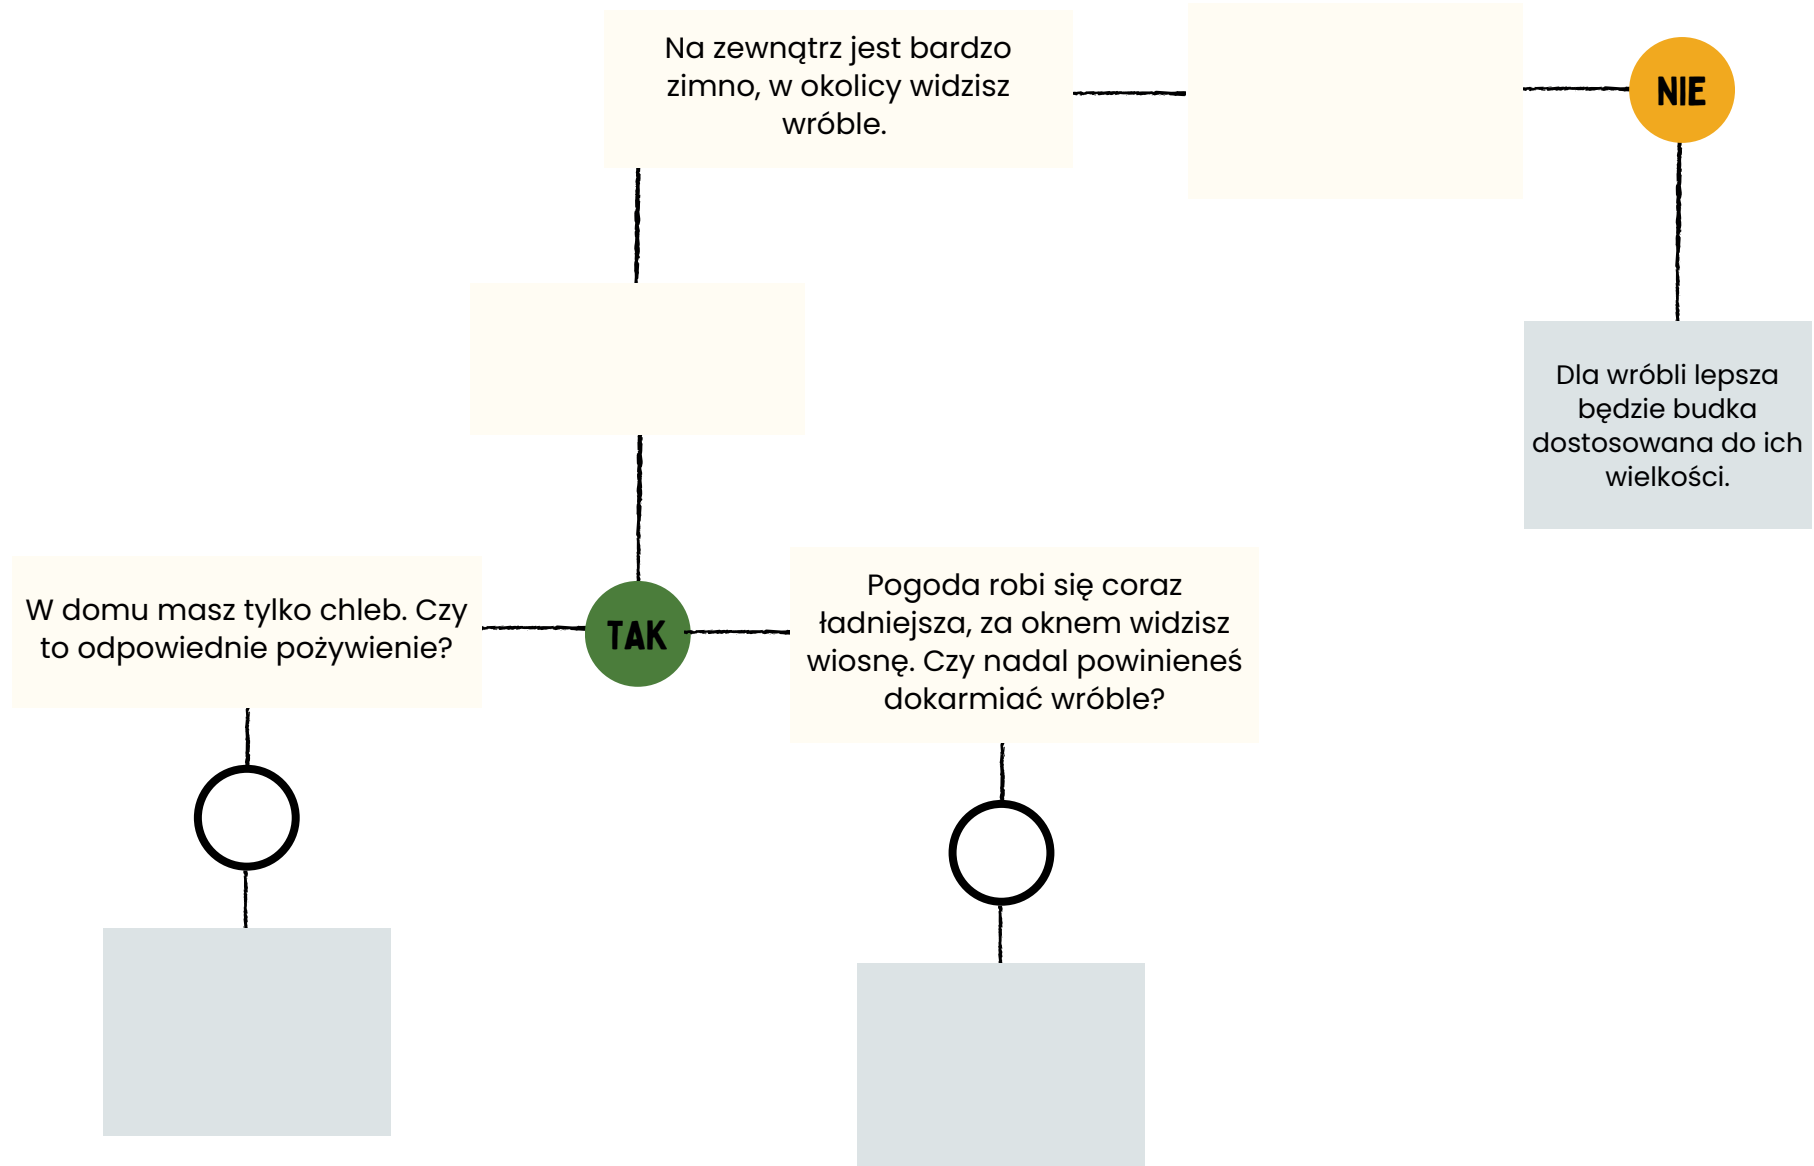 Na zewnątrz jest bardzo
zimno, w okolicy widzisz
wróble.
NIE
Dla wróbli lepsza
będzie budka
dostosowana do ich
wielkości.
W domu masz tylko chleb. Czy
to odpowiednie pożywienie?
TAK
Pogoda robi się coraz
ładniejsza, za oknem widzisz
wiosnę. Czy nadal powinieneś
dokarmiać wróble?